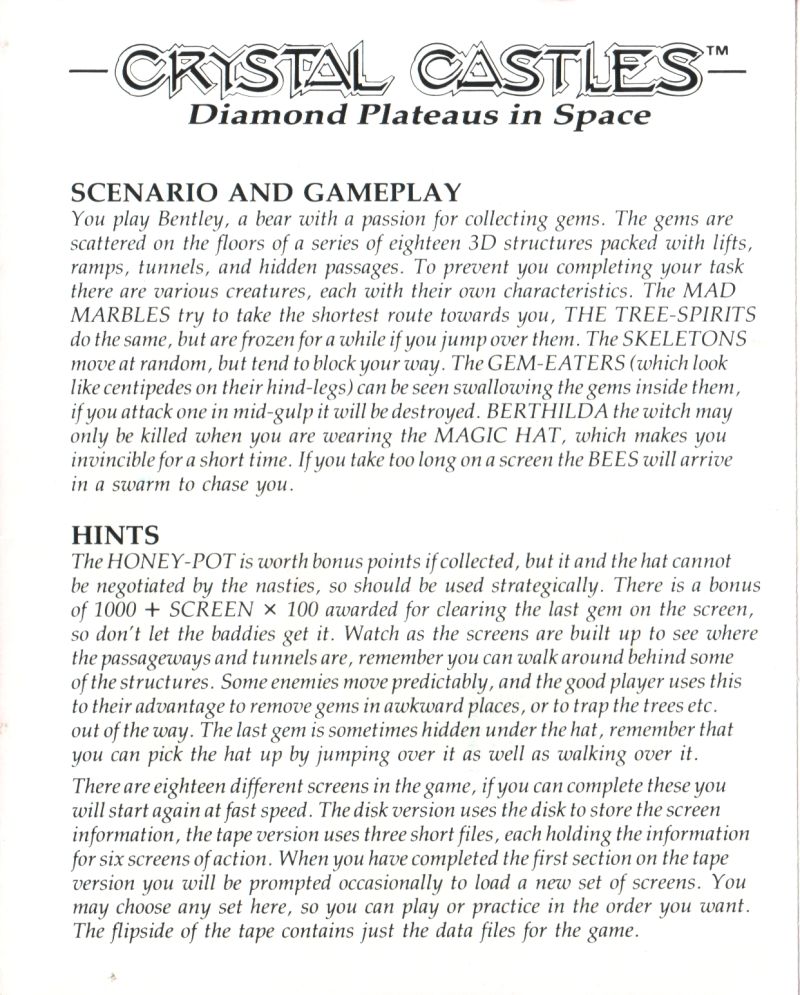 CRYSTAL CASTLES™
Diamond Plateaus in Space
SCENARIO AND GAMEPLAY
You play Bentley, a bear with a passion for collecting gems. The gems are
scattered on the floors of a series of eighteen 3D structures packed with lifts,
ramps, tunnels, and hidden passages. To prevent you completing your task
there are various creatures, each with their own characteristics. The MAD
MARBLES try to take the shortest route towards you, THE TREE-SPIRITS
do the same, but are frozen for a while if you jump over them. The SKELETONS
move at random, but tend to block your way. The GEM-EATERS (which look
like centipedes on their hind-legs) can be seen swallowing the gems inside them,
if you attack one in mid-gulp it will be destroyed. BERTHILDA the witch may
only be killed when you are wearing the MAGIC HAT, which makes you
invincible for a short time. If you take too long on a screen the BEES will arrive
in a swarm to chase you.
HINTS
The HONEY-POT is worth bonus points if collected, but it and the hat cannot
be negotiated by the nasties, so should be used strategically. There is a bonus
of 1000 + SCREEN × 100 awarded for clearing the last gem on the screen,
so don't let the baddies get it. Watch as the screens are built up to see where
the passageways and tunnels are, remember you can walk around behind some
of the structures. Some enemies move predictably, and the good player uses this
to their advantage to remove gems in awkward places, or to trap the trees etc.
out of the way. The last gem is sometimes hidden under the hat, remember that
you can pick the hat up by jumping over it as well as walking over it.
There are eighteen different screens in the game, if you can complete these you
will start again at fast speed. The disk version uses the disk to store the screen
information, the tape version uses three short files, each holding the information
for six screens of action. When you have completed the first section on the tape
version you will be prompted occasionally to load a new set of screens. You
may choose any set here, so you can play or practice in the order you want.
The flipside of the tape contains just the data files for the game.